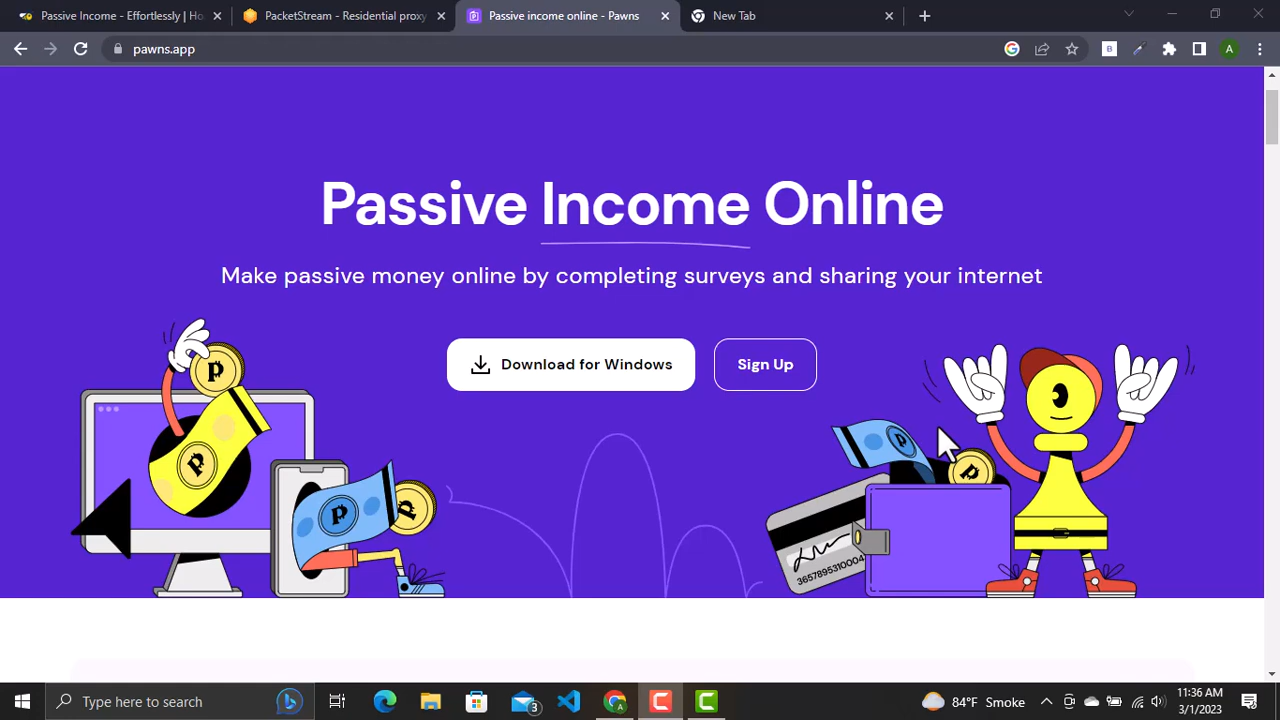 Passive Income - Effortlessly | Ho
PacketStream - Residential proxy
Passive income online - Pawns
New Tab
pawns.app
B
A
Passive Income Online
Make passive money online by completing surveys and sharing your internet
Download for Windows
Sign Up
3657895310004
Type here to search
3
84°F Smoke
11:36 AM
3/1/2023